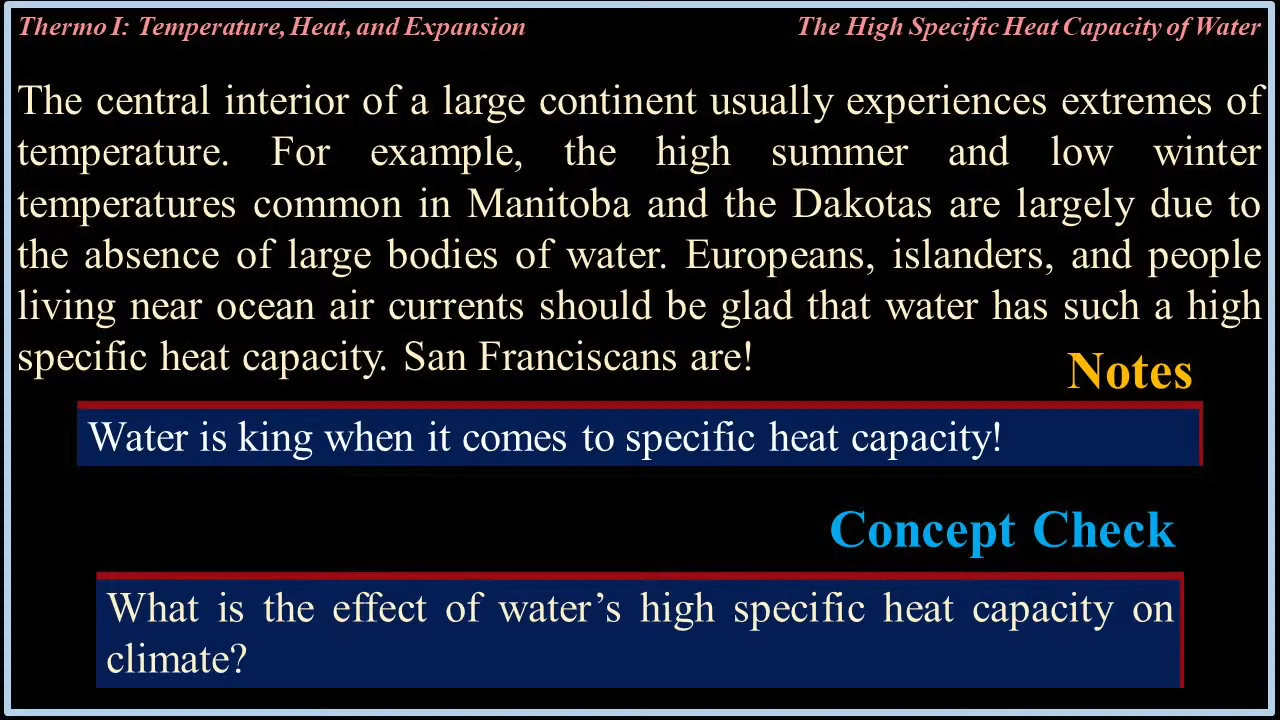 Thermo I: Temperature, Heat, and Expansion
The High Specific Heat Capacity of Water
The central interior of a large continent usually experiences extremes of
temperature. For example, the high summer and low winter
temperatures common in Manitoba and the Dakotas are largely due to
the absence of large bodies of water. Europeans, islanders, and people
living near ocean air currents should be glad that water has such a high
specific heat capacity. San Franciscans are!
Notes
Water is king when it comes to specific heat capacity!
Concept Check
What is the effect of water’s high specific heat capacity on
climate?